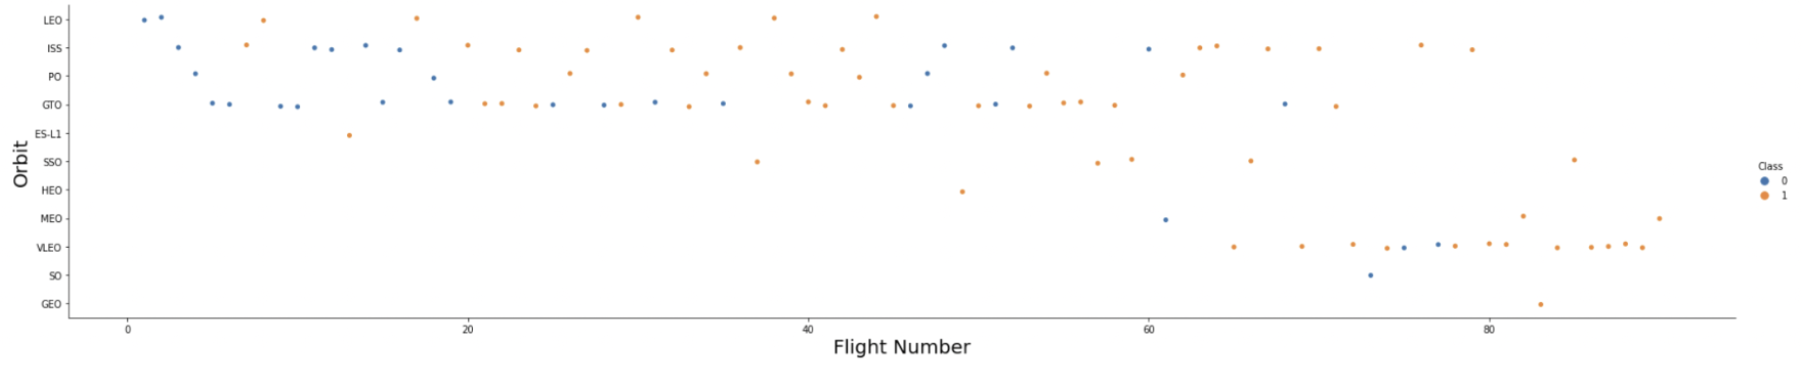 LEO
ISS
PO
GTO
ES-L1
SSO
HEO
MEO
VLEO
SO
GEO
Orbit
0 20 40 60 80
Flight Number
Class
0
1